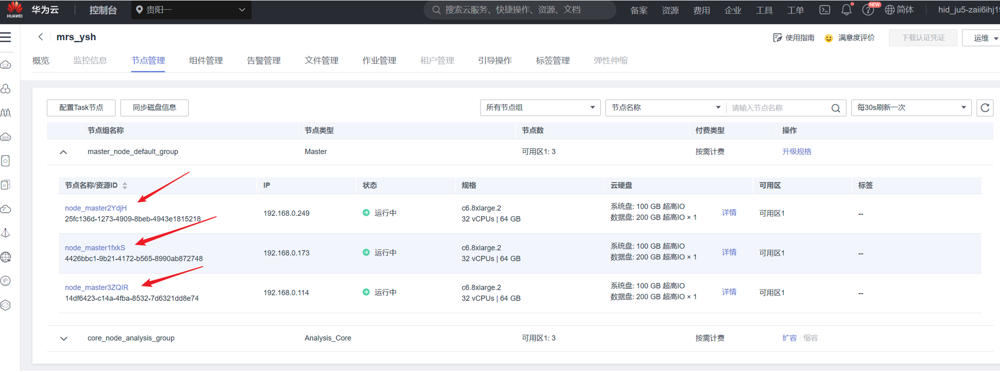 HUAWEI
华为云
控制台
贵阳一
搜索云服务、快捷操作、资源、文档
备案
资源
费用
企业
工具
工单
NEW
简体
hid_ju5-zaii6ihj1
mrs_ysh
使用指南
满意度评价
下载认证凭证
运维
概览
监控信息
节点管理
组件管理
告警管理
文件管理
作业管理
租户管理
引导操作
标签管理
弹性伸缩
配置Task节点
同步磁盘信息
所有节点组
节点名称
请输入节点名称
每30s刷新一次
节点组名称
节点类型
节点数
付费类型
操作
master_node_default_group
Master
可用区1: 3
按需计费
升级规格
节点名称/资源ID
IP
状态
规格
云硬盘
可用区
标签
node_master2YdjH
25fc136d-1273-4909-8beb-4943e1815218
192.168.0.249
运行中
c6.8xlarge.2
32 vCPUs | 64 GB
系统盘: 100 GB 超高IO
数据盘: 200 GB 超高IO × 1
详情
可用区1
--
node_master1fxkS
4426bbc1-9b21-4172-b565-8990ab872748
192.168.0.173
运行中
c6.8xlarge.2
32 vCPUs | 64 GB
系统盘: 100 GB 超高IO
数据盘: 200 GB 超高IO × 1
详情
可用区1
--
node_master3ZQIR
14df6423-c14a-4fba-8532-7d6321dd8e74
192.168.0.114
运行中
c6.8xlarge.2
32 vCPUs | 64 GB
系统盘: 100 GB 超高IO
数据盘: 200 GB 超高IO × 1
详情
可用区1
--
core_node_analysis_group
Analysis_Core
可用区1: 3
按需计费
扩容
缩容
IP